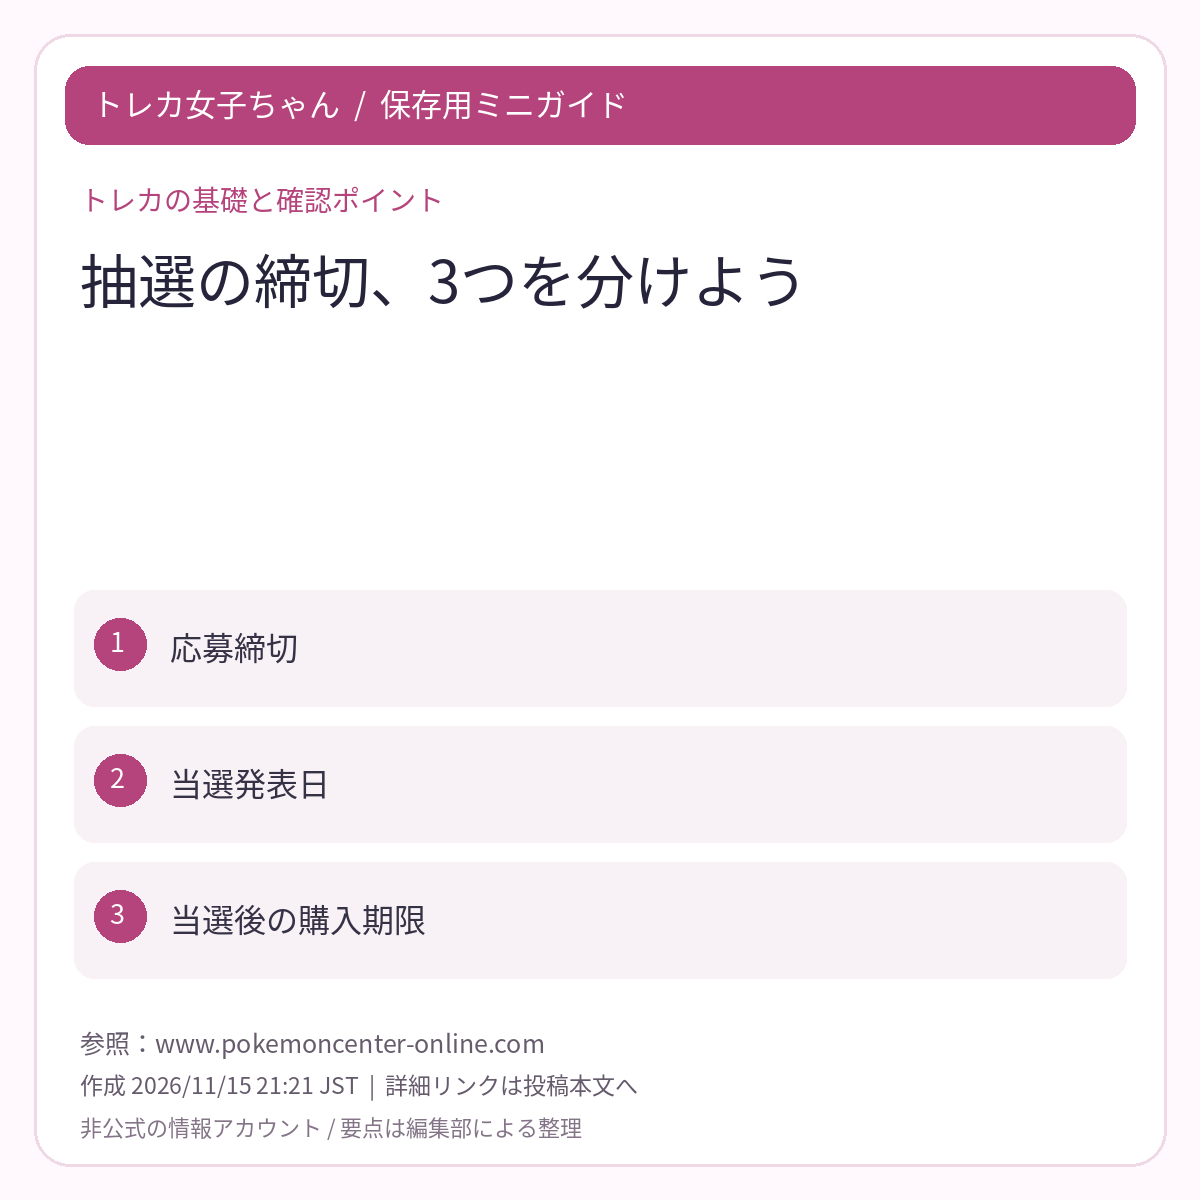 トレカ女子ちゃん / 保存用ミニガイド
トレカの基礎と確認ポイント
抽選の締切、3つを分けよう
1 応募締切
2 当選発表日
3 当選後の購入期限
参照：www.pokemoncenter-online.com
作成 2026/11/15 21:21 JST｜詳細リンクは投稿本文へ
非公式の情報アカウント / 要点は編集部による整理